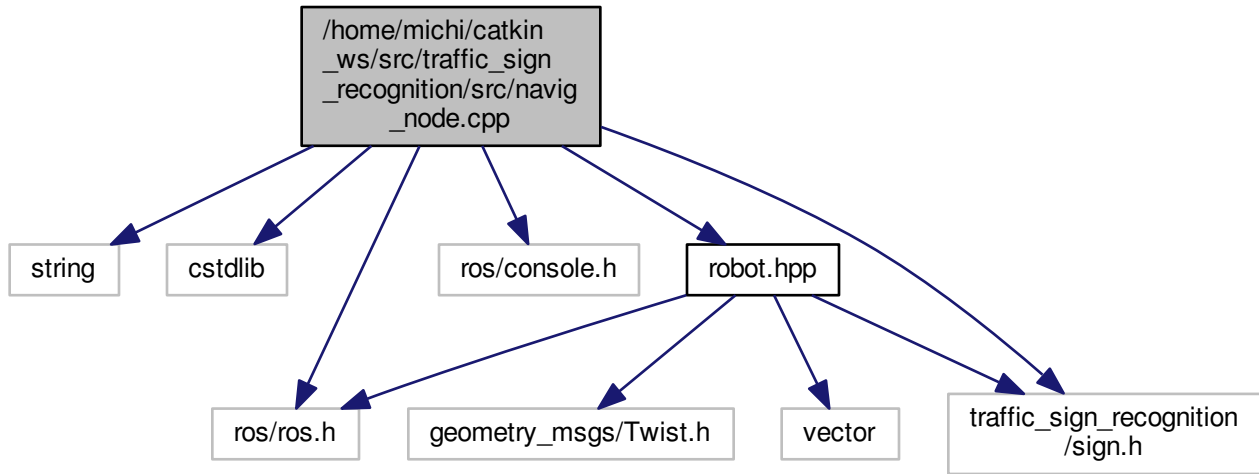 /home/michi/catkin
_ws/src/traffic_sign
_recognition/src/navig
_node.cpp
string
cstdlib
ros/console.h
robot.hpp
ros/ros.h
geometry_msgs/Twist.h
vector
traffic_sign_recognition
/sign.h